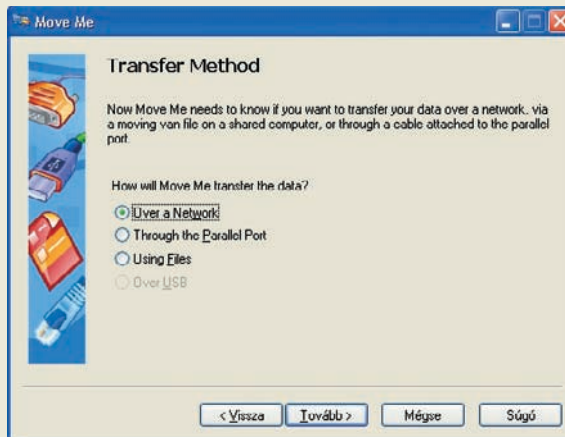 Move Me
Transfer Method
Now Move Me needs to know if you want to transfer your data over a network, via
a moving van file on a shared computer, or through a cable attached to the parallel
port.
How will Move Me transfer the data?
Over a Network
Through the Parallel Port
Using Files
Over USB
< Vissza
Tovább >
Mégse
Súgó